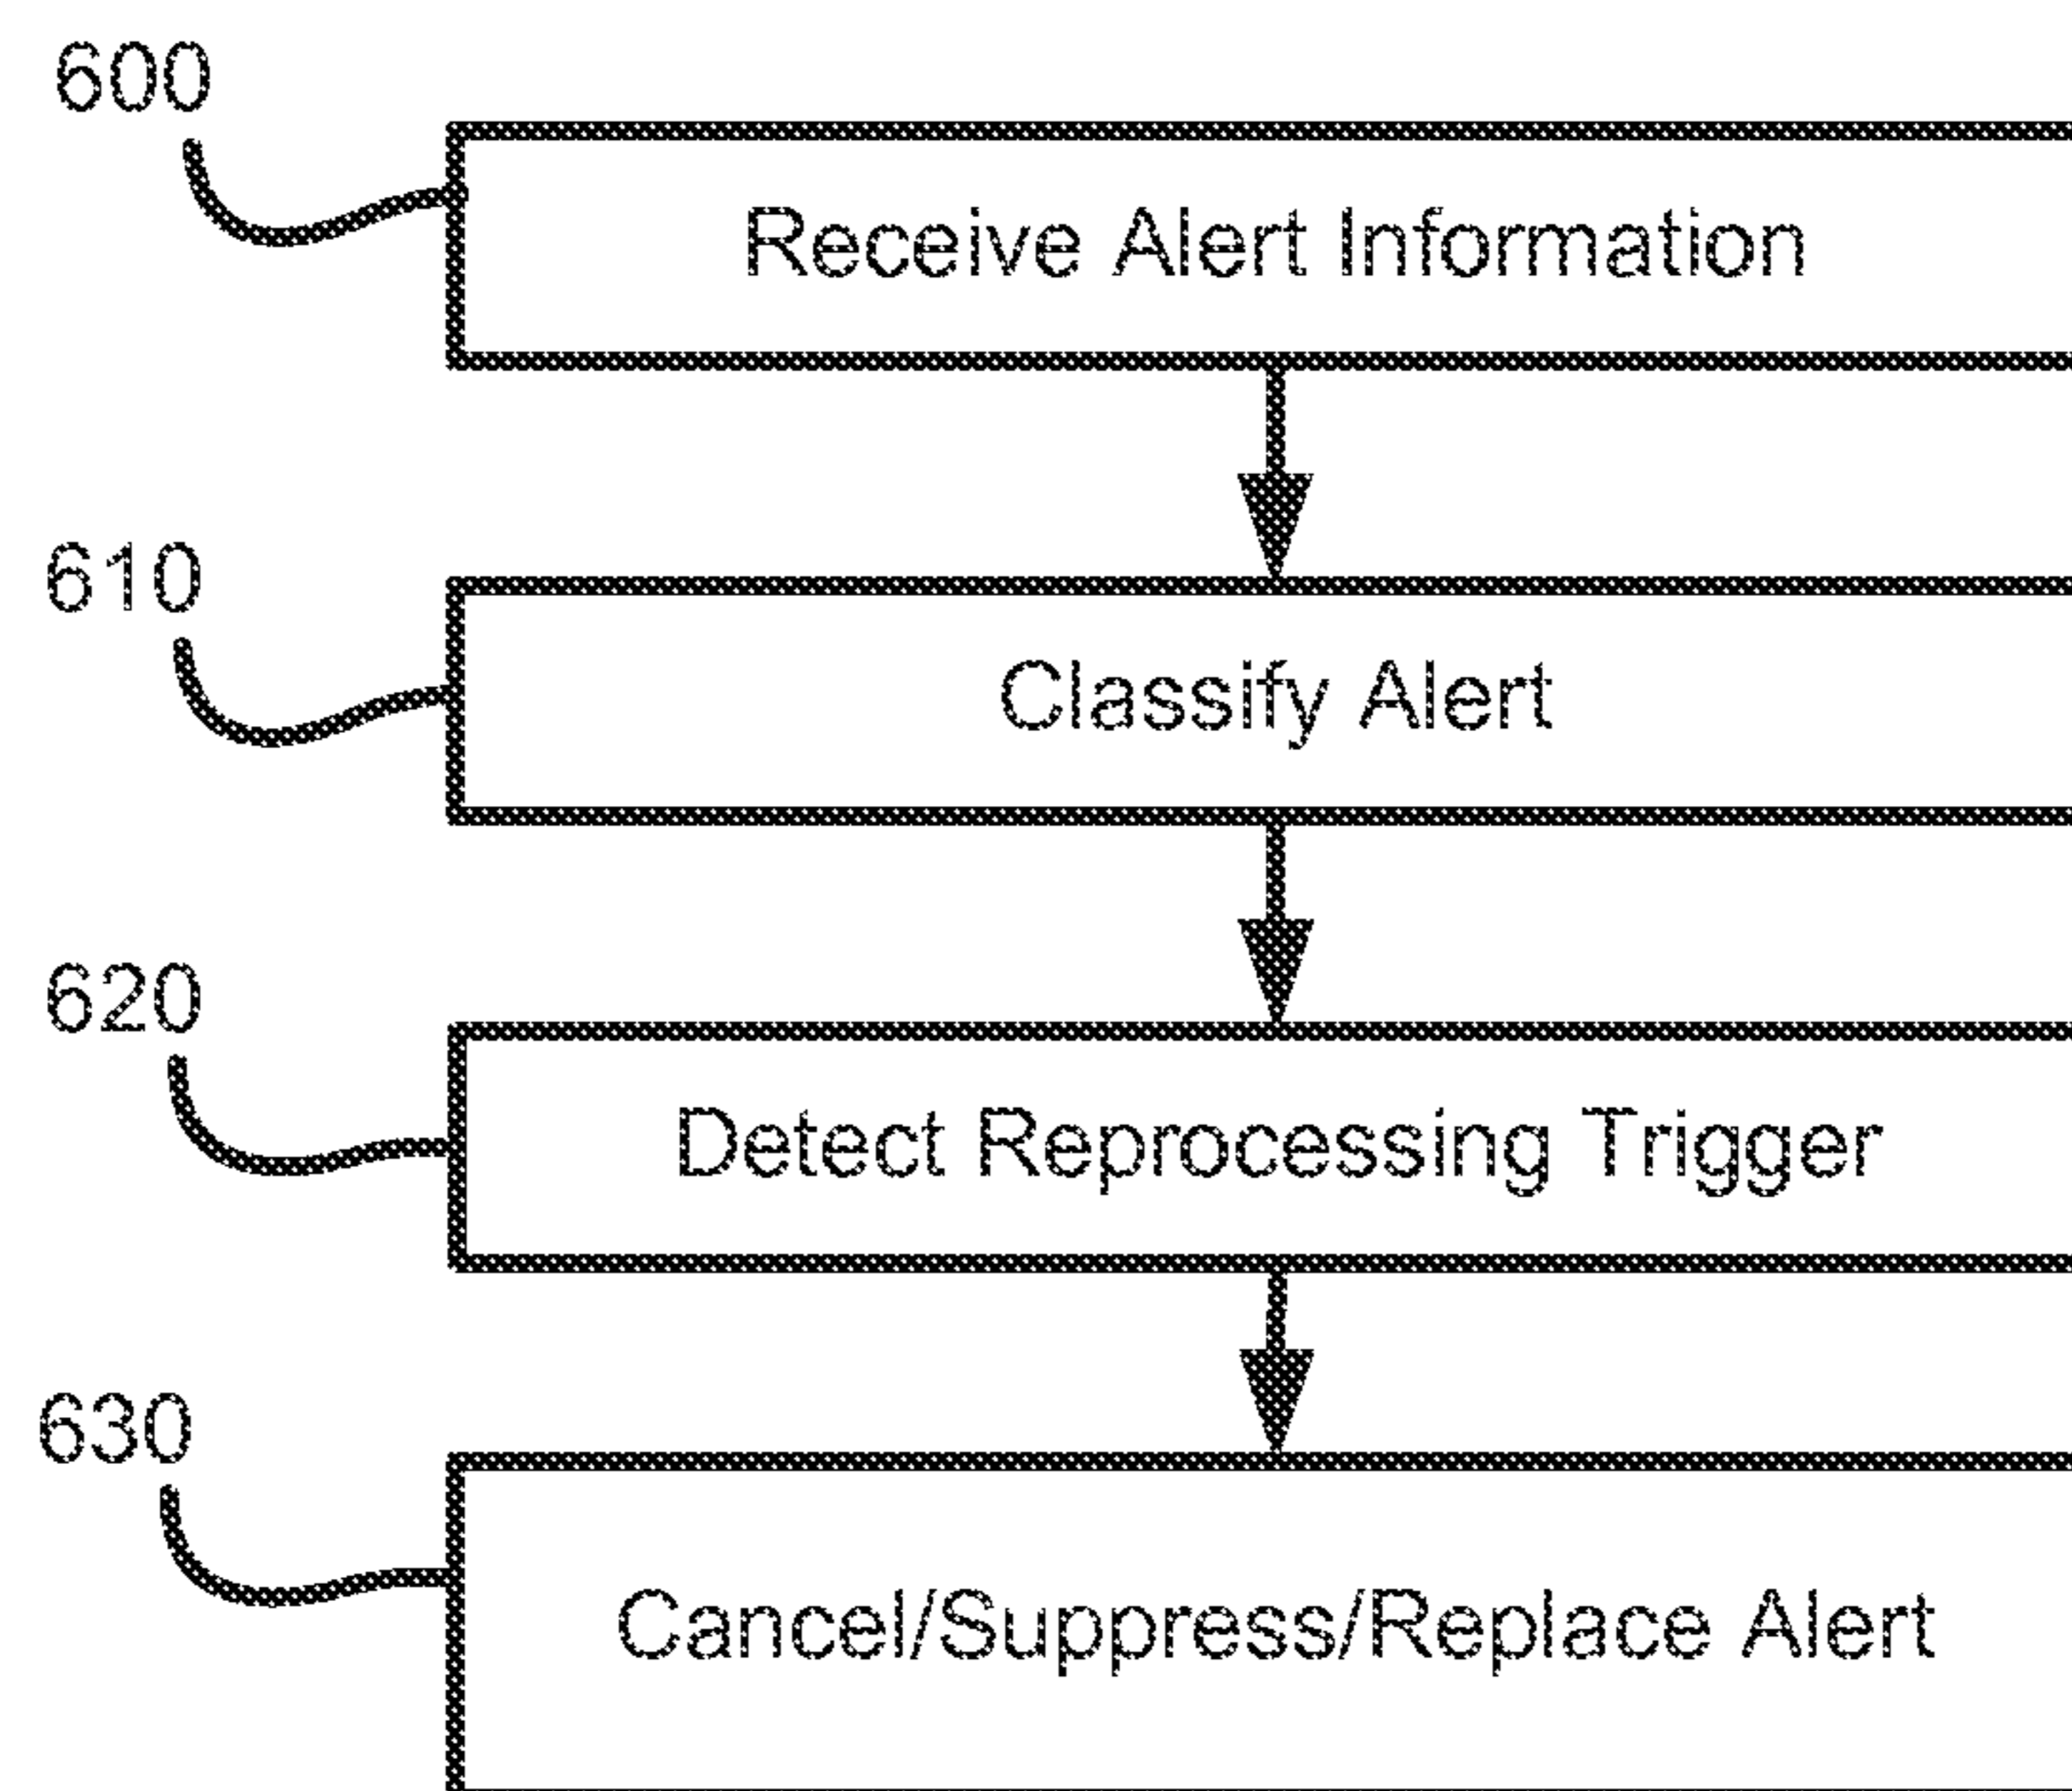 600
Receive Alert Information
610
Classify Alert
620
Detect Reprocessing Trigger
630
Cancel/Suppress/Replace Alert